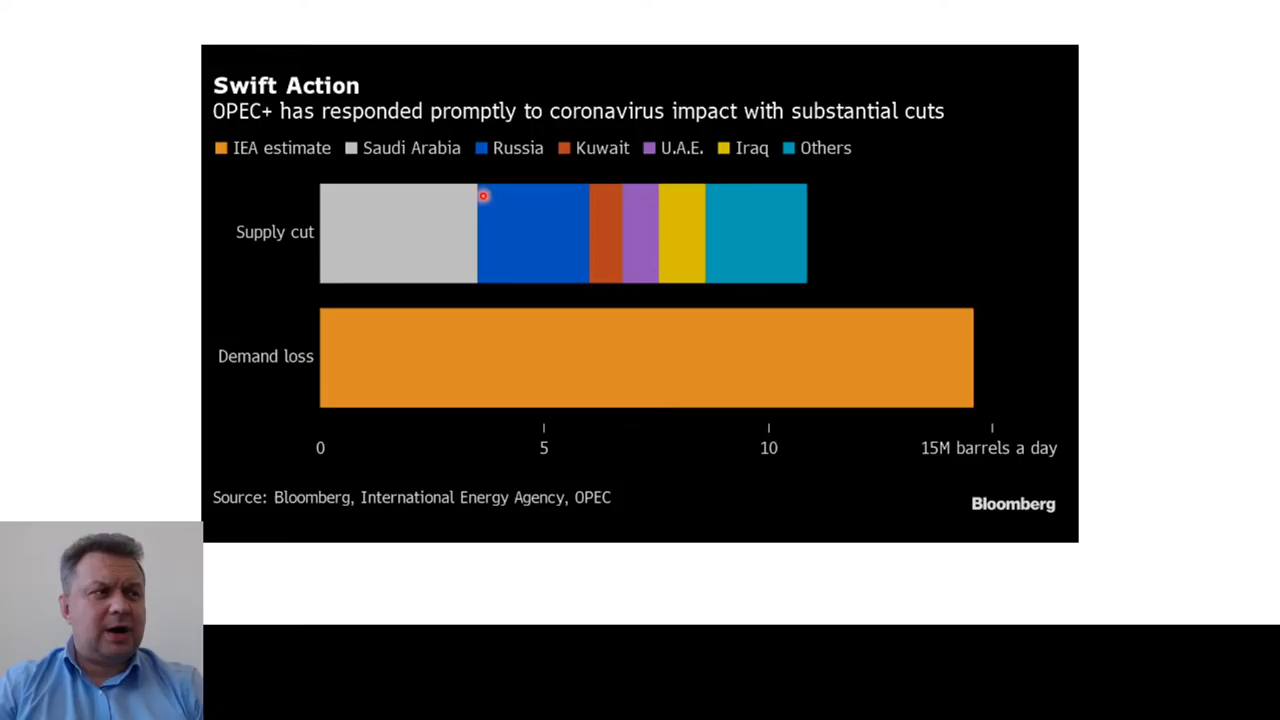 Swift Action
OPEC+ has responded promptly to coronavirus impact with substantial cuts
IEA estimate Saudi Arabia Russia Kuwait U.A.E. Iraq Others
Supply cut
Demand loss
0 5 10 15M barrels a day
Source: Bloomberg, International Energy Agency, OPEC
Bloomberg